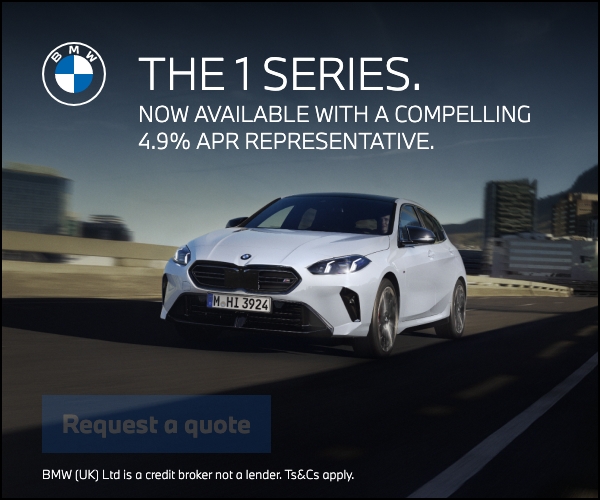 BMW
THE 1 SERIES.
NOW AVAILABLE WITH A COMPELLING
4.9% APR REPRESENTATIVE.
M HI 3924
Request a quote
BMW (UK) Ltd is a credit broker not a lender. Ts&Cs apply.